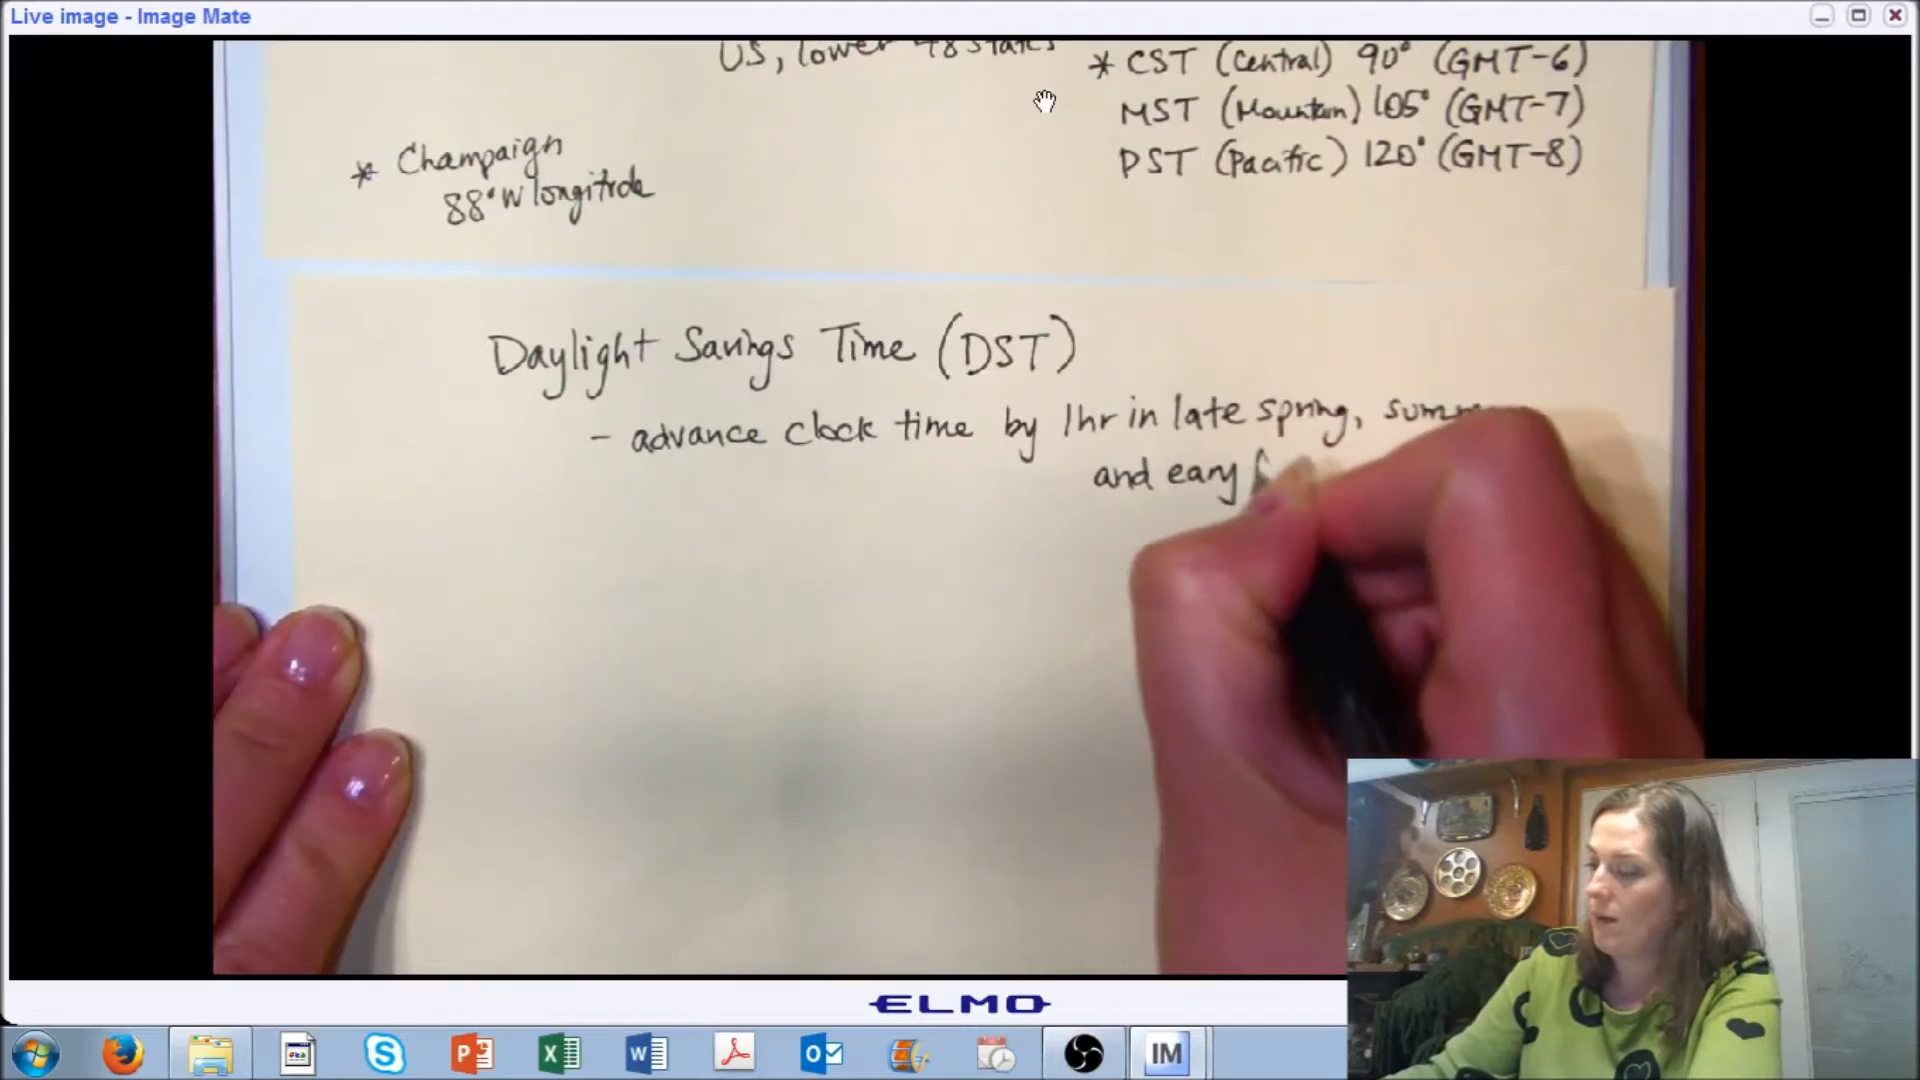 Live image - Image Mate
US, lower 48 states
* CST (Central) 90° (GMT-6)
MST (Mountain) 105° (GMT-7)
PST (Pacific) 120° (GMT-8)
* Champaign
88°W longitude
Daylight Savings Time (DST)
- advance clock time by 1hr in late spring, summ
and eary f
ELMO
IM